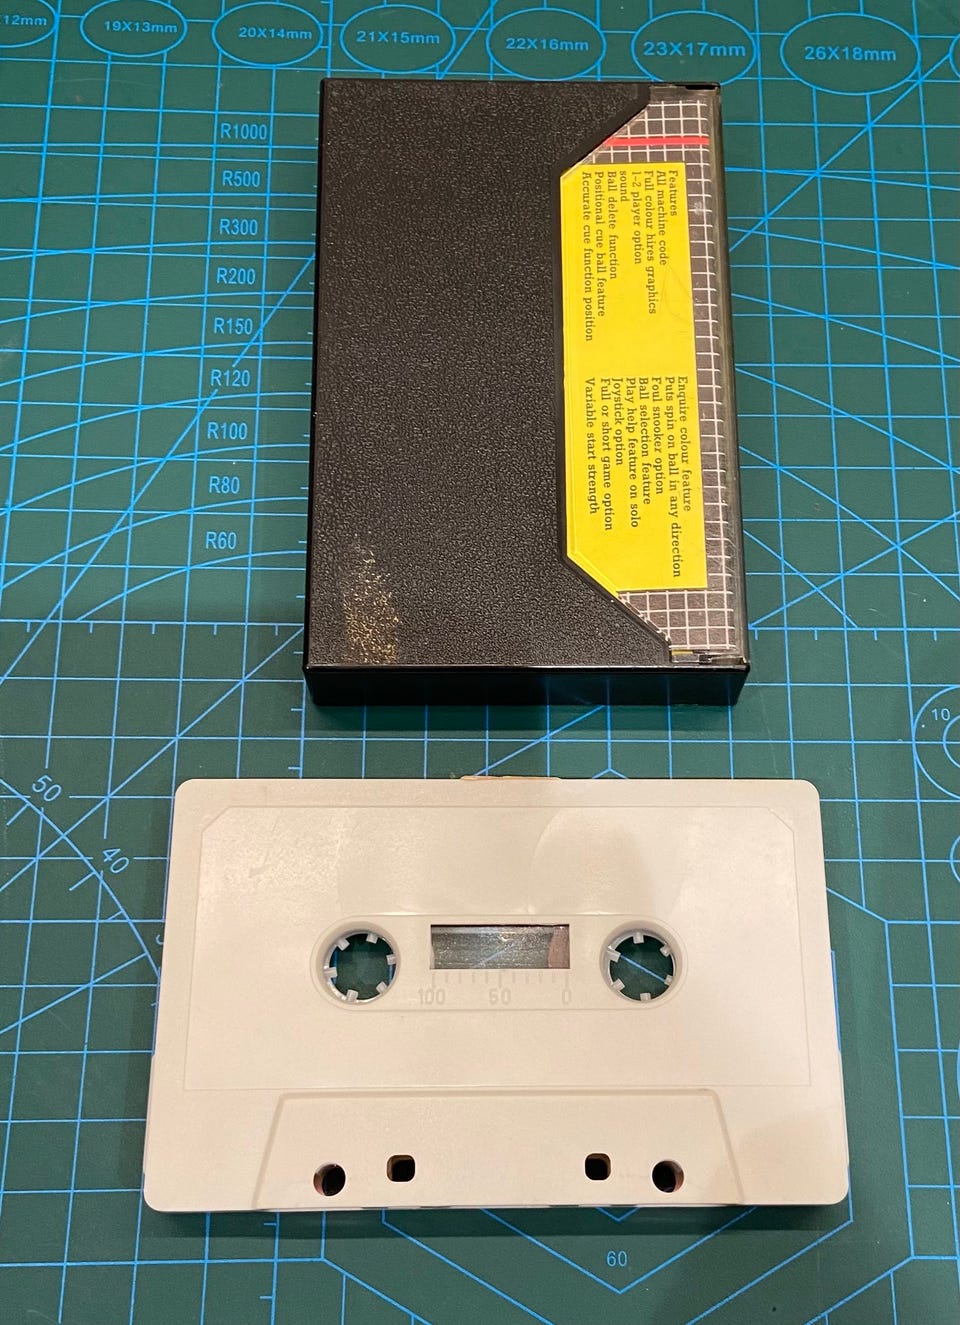 19X13mm
20X14mm
21X15mm
22X16mm
23X17mm
26X18mm
R1000
R500
R300
R200
R150
R120
R100
R80
R60
Features
All machine code
Full colour hires graphics
1-2 player option
sound
Ball delete function
Positional cue ball feature
Accurate cue function position
Enquire colour feature
Puts spin on ball in any direction
Foul snooker option
Ball selection feature
Play help feature on solo
Joystick option
Full or short game option
Variable start strength
10
50
40
100 50 0
60